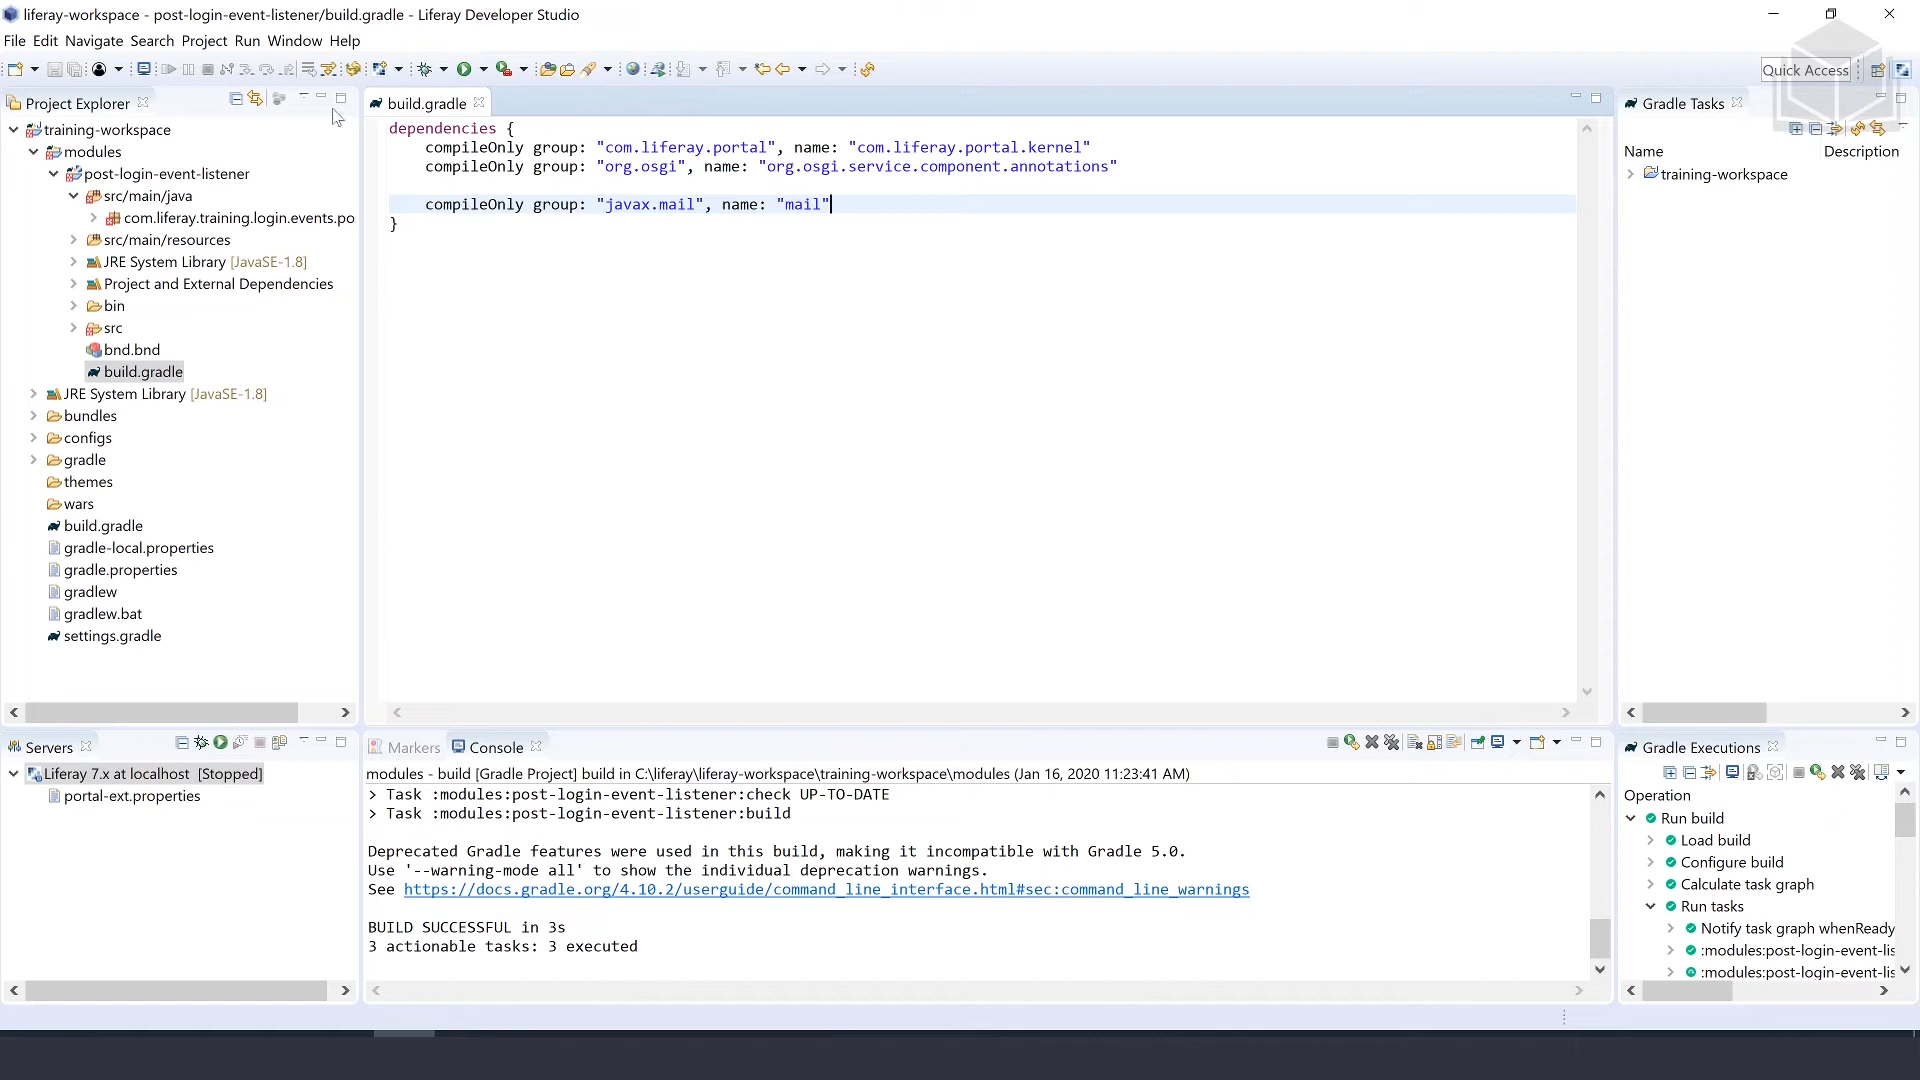 liferay-workspace - post-login-event-listener/build.gradle - Liferay Developer Studio
File Edit Navigate Search Project Run Window Help
Quick Access
Project Explorer
training-workspace
modules
post-login-event-listener
src/main/java
com.liferay.training.login.events.po
src/main/resources
JRE System Library [JavaSE-1.8]
Project and External Dependencies
bin
src
bnd.bnd
build.gradle
JRE System Library [JavaSE-1.8]
bundles
configs
gradle
themes
wars
build.gradle
gradle-local.properties
gradle.properties
gradlew
gradlew.bat
settings.gradle
build.gradle
dependencies {
compileOnly group: "com.liferay.portal", name: "com.liferay.portal.kernel"
compileOnly group: "org.osgi", name: "org.osgi.service.component.annotations"
compileOnly group: "javax.mail", name: "mail"
}
Gradle Tasks
Name Description
training-workspace
Servers
Liferay 7.x at localhost [Stopped]
portal-ext.properties
Markers Console
modules - build [Gradle Project] build in C:\liferay\liferay-workspace\training-workspace\modules (Jan 16, 2020 11:23:41 AM)
> Task :modules:post-login-event-listener:check UP-TO-DATE
> Task :modules:post-login-event-listener:build
Deprecated Gradle features were used in this build, making it incompatible with Gradle 5.0.
Use '--warning-mode all' to show the individual deprecation warnings.
See https://docs.gradle.org/4.10.2/userguide/command_line_interface.html#sec:command_line_warnings
BUILD SUCCESSFUL in 3s
3 actionable tasks: 3 executed
Gradle Executions
Operation
Run build
Load build
Configure build
Calculate task graph
Run tasks
Notify task graph whenReady
:modules:post-login-event-lis
:modules:post-login-event-lis